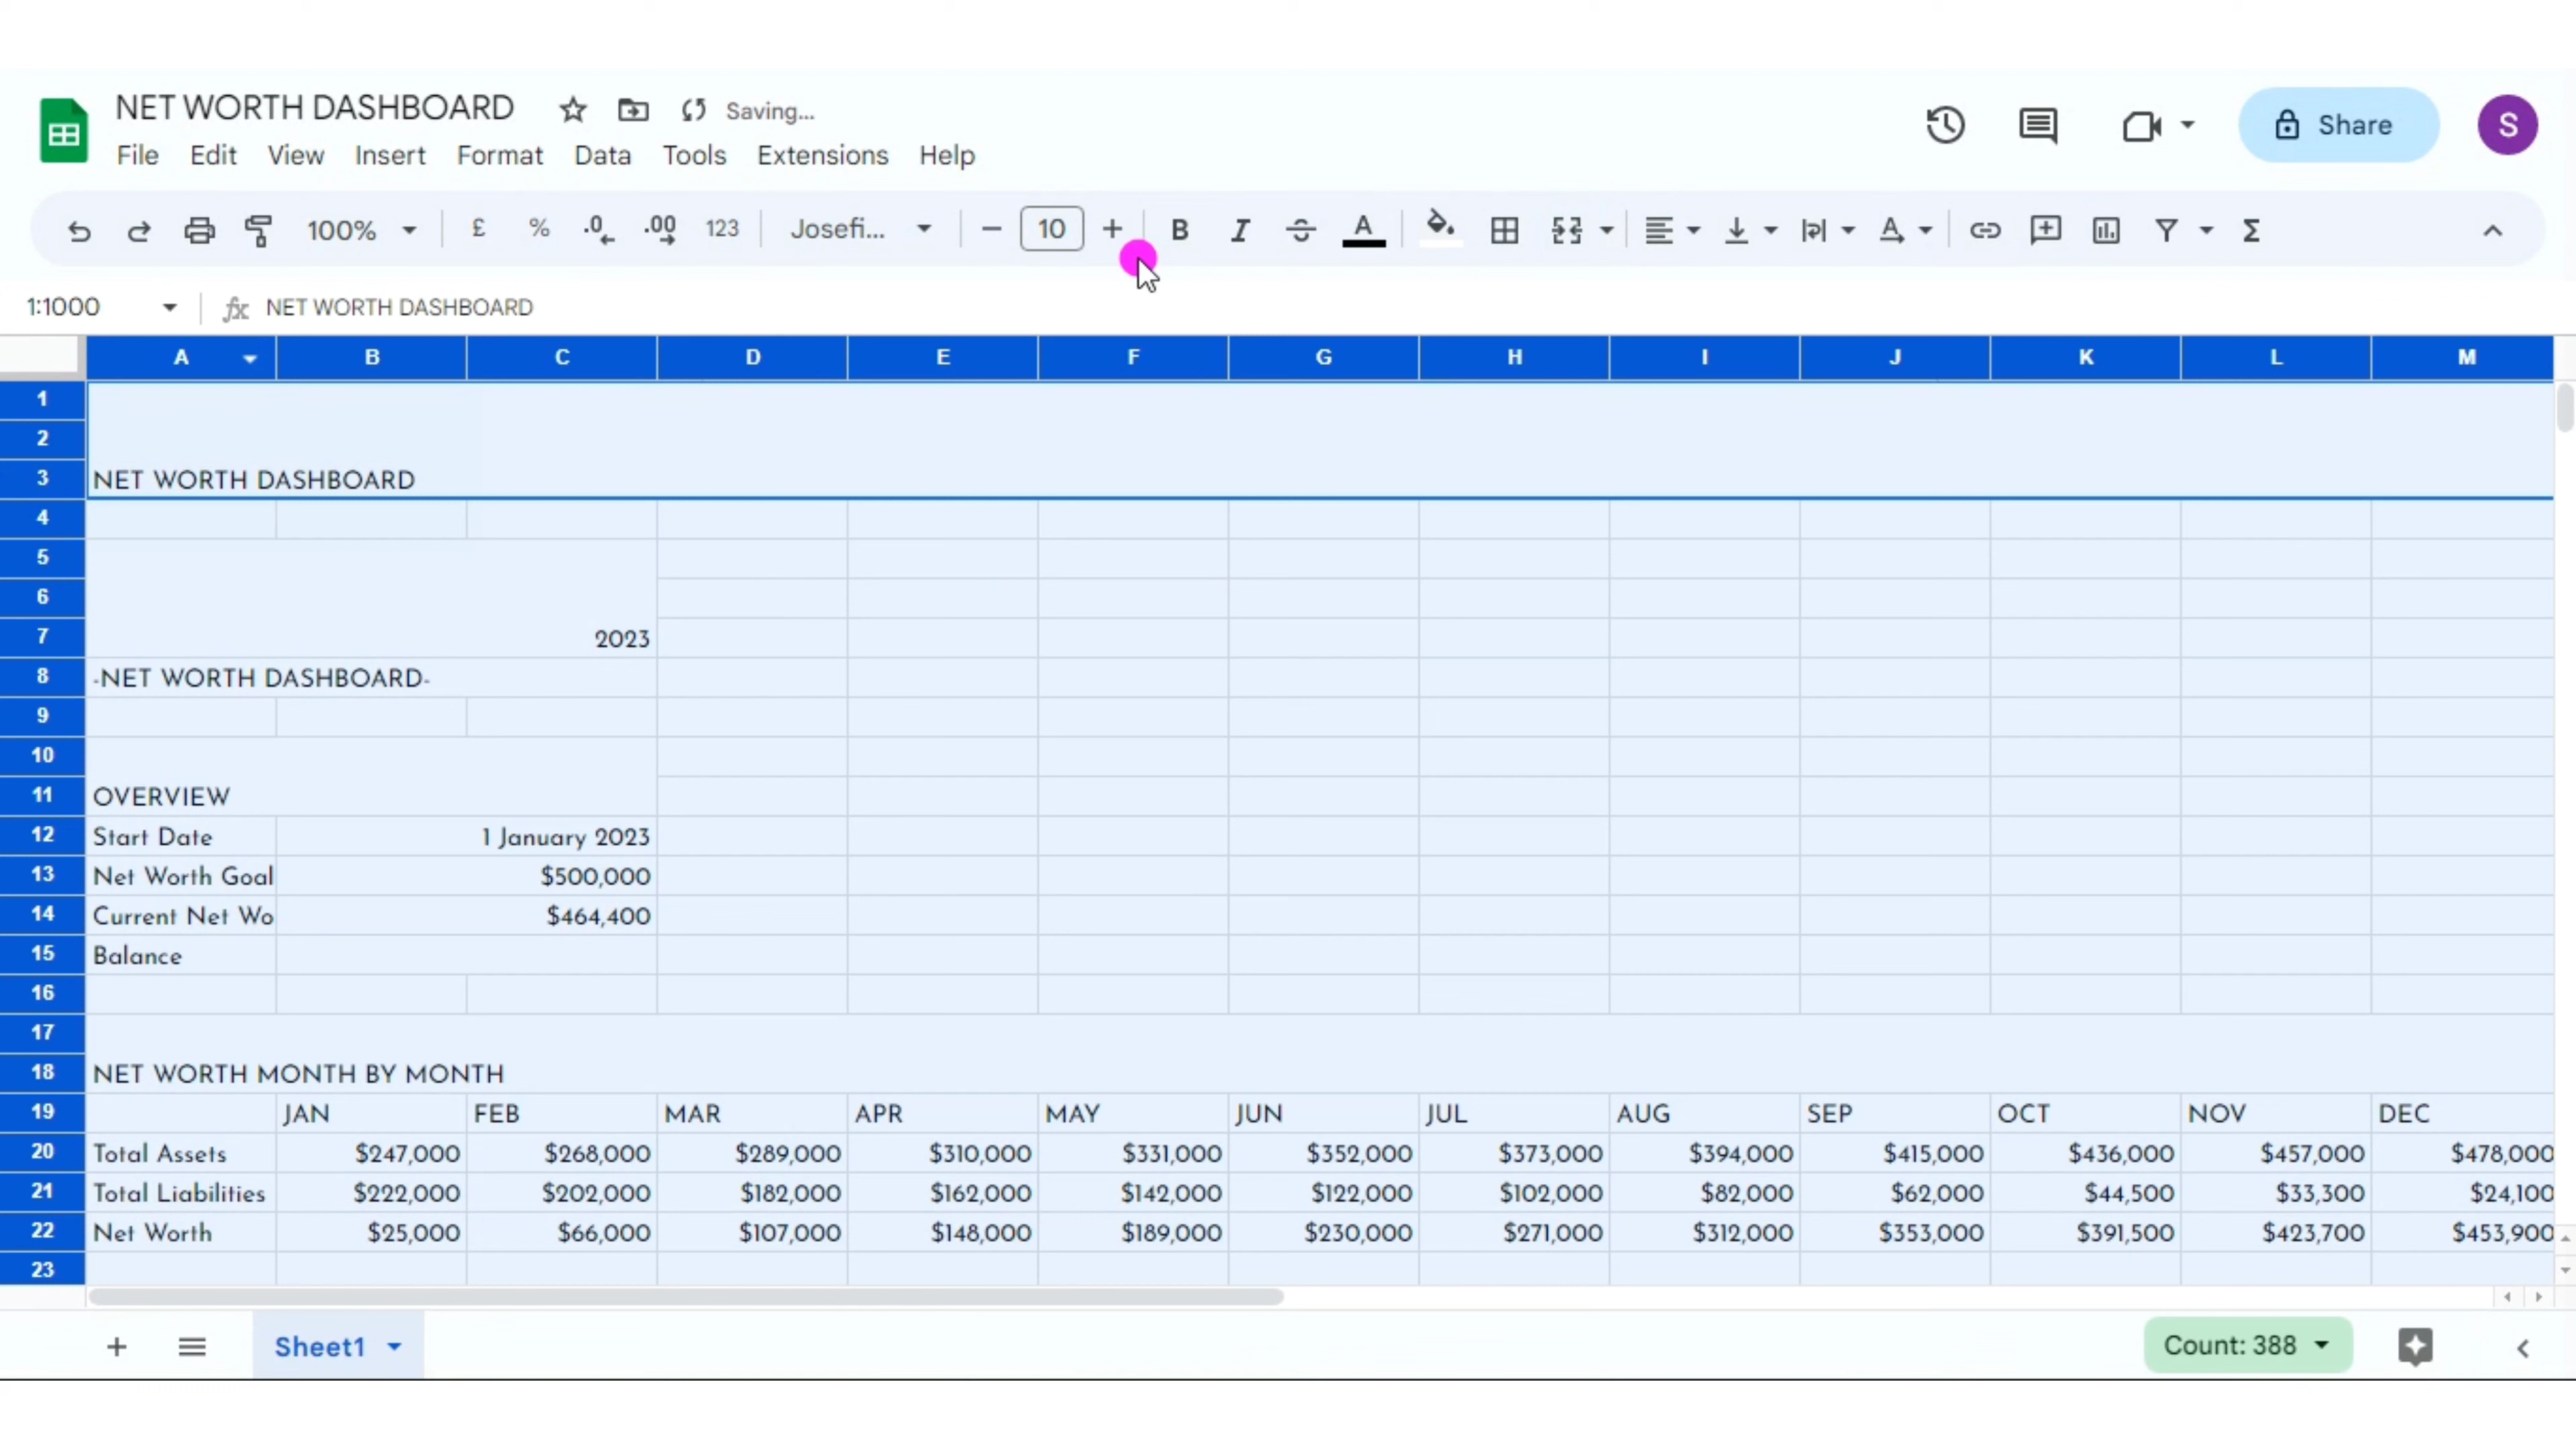 NET WORTH DASHBOARD Saving...
File Edit View Insert Format Data Tools Extensions Help
Share S
100% £ % .0 .00 123 Josefi... 10 B I A A
1:1000 fx NET WORTH DASHBOARD
A B C D E F G H I J K L M
1
2
3 NET WORTH DASHBOARD
4
5
6
7 2023
8 -NET WORTH DASHBOARD-
9
10
11 OVERVIEW
12 Start Date 1 January 2023
13 Net Worth Goal $500,000
14 Current Net Wo $464,400
15 Balance
16
17
18 NET WORTH MONTH BY MONTH
19 JAN FEB MAR APR MAY JUN JUL AUG SEP OCT NOV DEC
20 Total Assets $247,000 $268,000 $289,000 $310,000 $331,000 $352,000 $373,000 $394,000 $415,000 $436,000 $457,000 $478,000
21 Total Liabilities $222,000 $202,000 $182,000 $162,000 $142,000 $122,000 $102,000 $82,000 $62,000 $44,500 $33,300 $24,100
22 Net Worth $25,000 $66,000 $107,000 $148,000 $189,000 $230,000 $271,000 $312,000 $353,000 $391,500 $423,700 $453,900
23
Sheet1 Count: 388